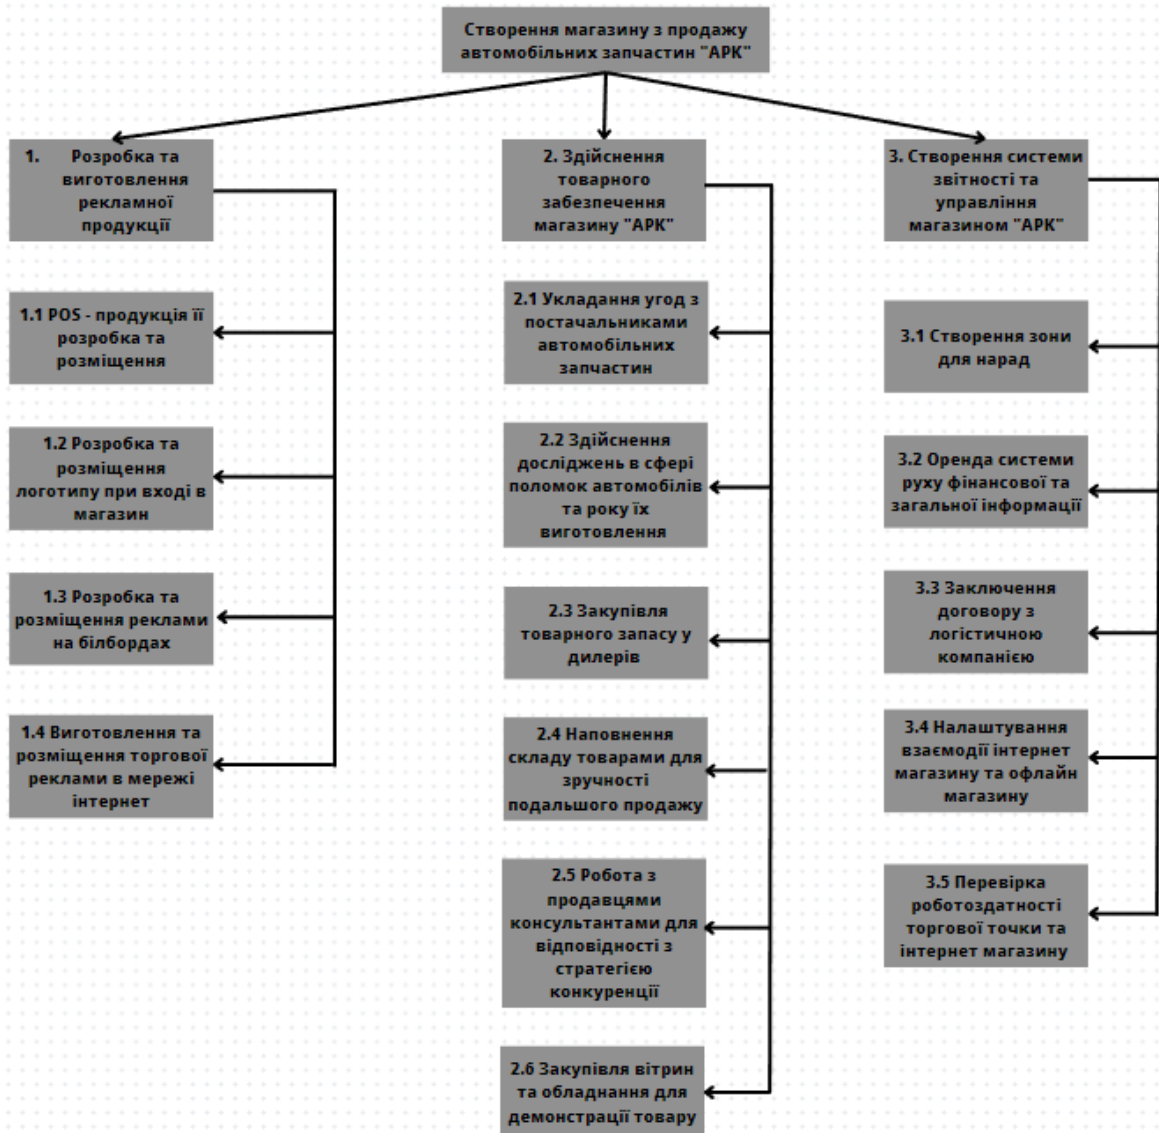 Створення магазину з продажу
автомобільних запчастин "АРК"
1. Розробка та
виготовлення
рекламної
продукції
1.1 POS - продукція її
розробка та
розміщення
1.2 Розробка та
розміщення
логотипу при вході в
магазин
1.3 Розробка та
розміщення реклами
на білбордах
1.4 Виготовлення та
розміщення торгової
реклами в мережі
інтернет
2. Здійснення
товарного
забезпечення
магазину "АРК"
2.1 Укладання угод з
постачальниками
автомобільних
запчастин
2.2 Здійснення
досліджень в сфері
поломок автомобілів
та року їх
виготовлення
2.3 Закупівля
товарного запасу у
дилерів
2.4 Наповнення
складу товарами для
зручності
подальшого продажу
2.5 Робота з
продавцями
консультантами для
відповідності з
стратегією
конкуренції
2.6 Закупівля вітрин
та обладнання для
демонстрації товару
3. Створення системи
звітності та
управління
магазином "АРК"
3.1 Створення зони
для нарад
3.2 Оренда системи
руху фінансової та
загальної інформації
3.3 Заключення
договору з
логістичною
компанією
3.4 Налаштування
взаємодії інтернет
магазину та офлайн
магазину
3.5 Перевірка
роботоздатності
торгової точки та
інтернет магазину